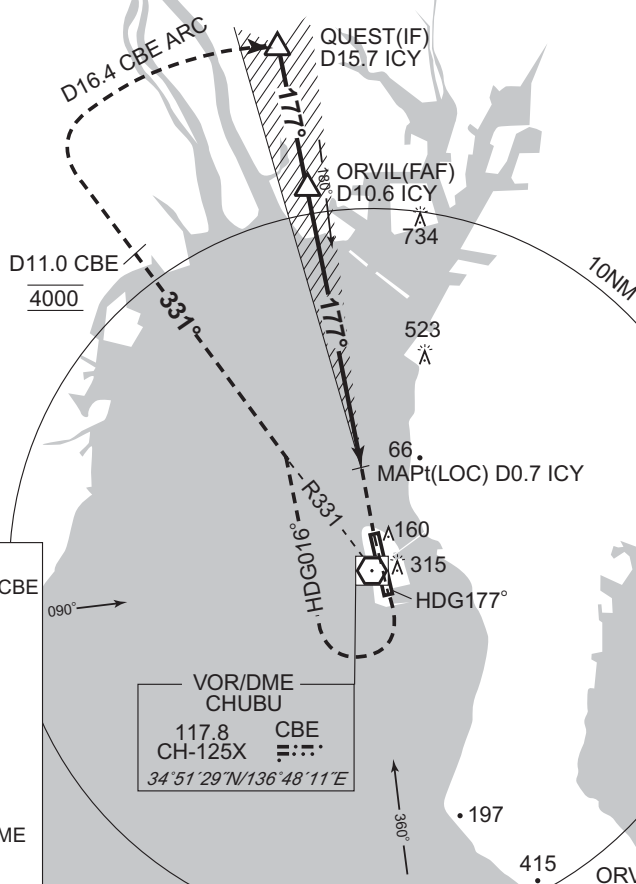 D16.4 CBE ARC
QUEST(IF)
D15.7 ICY
177°
ORVIL(FAF)
D10.6 ICY
180°
734
D11.0 CBE
4000
10NM
331°
177°
523
66
MAPt(LOC) D0.7 ICY
R331
HDG016°
160
315
CBE
090°
HDG177°
VOR/DME
CHUBU
117.8 CBE
CH-125X
34°51´29˝N/136°48´11˝E
360°
197
ME
415
ORV